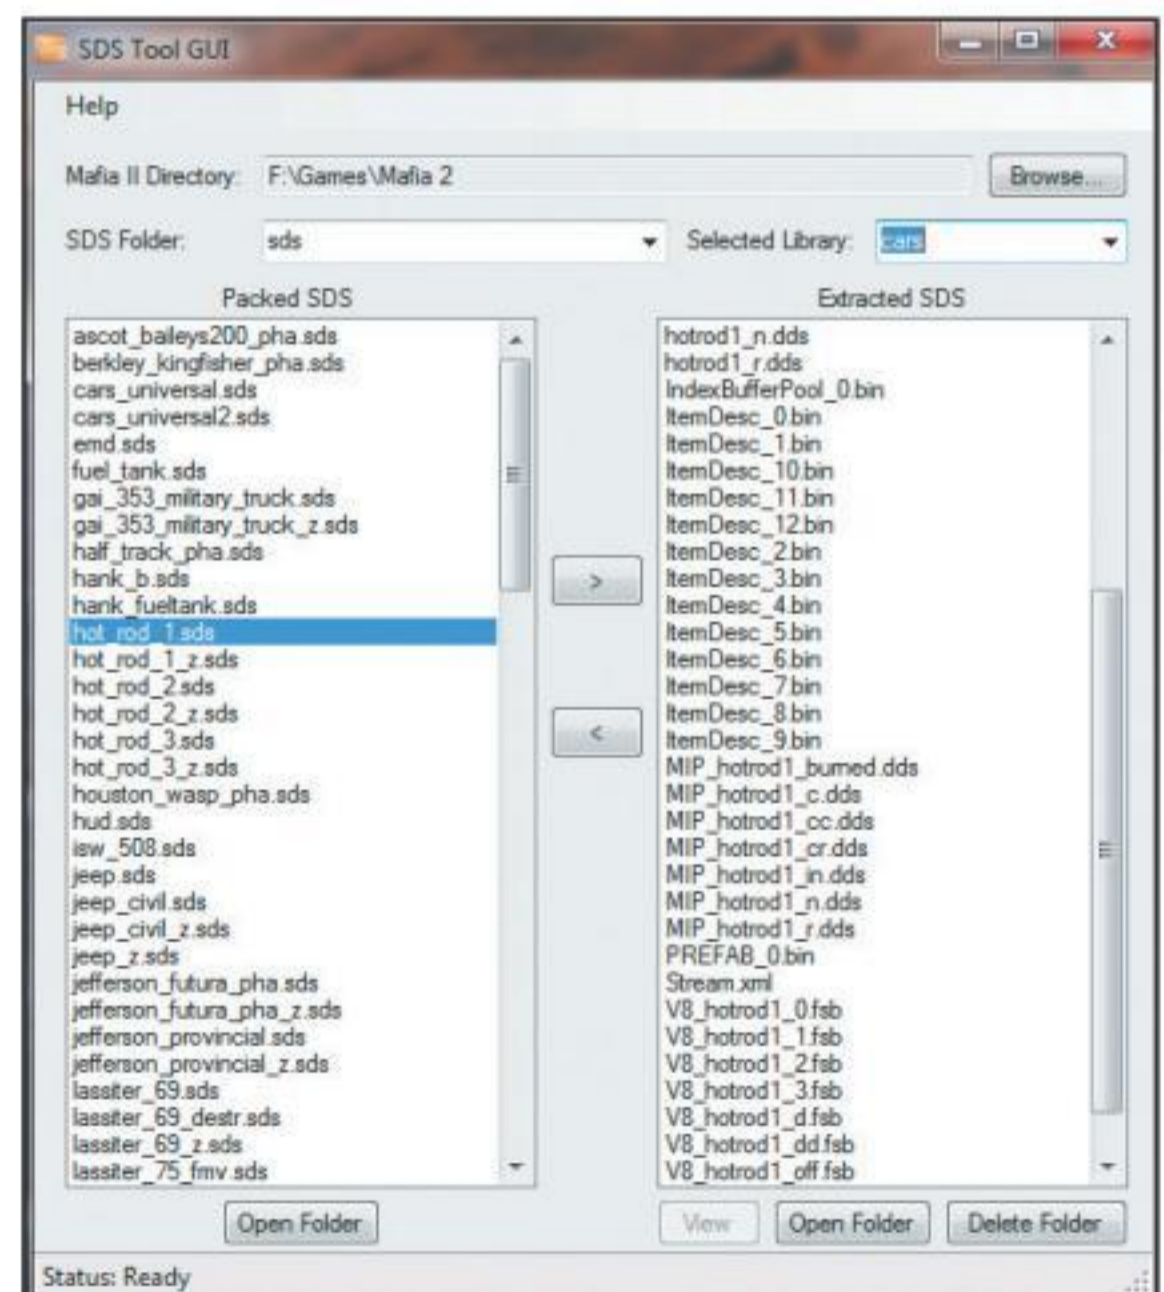 SDS Tool GUI
Help
Mafia II Directory: F:\Games\Mafia 2 Browse...
SDS Folder: sds Selected Library: cars
Packed SDS
ascot_baileys200_pha.sds
berkley_kingfisher_pha.sds
cars_universal.sds
cars_universal2.sds
emd.sds
fuel_tank.sds
gai_353_military_truck.sds
gai_353_military_truck_z.sds
half_track_pha.sds
hank_b.sds
hank_fueltank.sds
hot_rod_1.sds
hot_rod_1_z.sds
hot_rod_2.sds
hot_rod_2_z.sds
hot_rod_3.sds
hot_rod_3_z.sds
houston_wasp_pha.sds
hud.sds
isw_508.sds
jeep.sds
jeep_civil.sds
jeep_civil_z.sds
jeep_z.sds
jefferson_futura_pha.sds
jefferson_futura_pha_z.sds
jefferson_provincial.sds
jefferson_provincial_z.sds
lassiter_69.sds
lassiter_69_destr.sds
lassiter_69_z.sds
lassiter_75_fmv.sds
Open Folder
>
<
Extracted SDS
hotrod1_n.dds
hotrod1_r.dds
IndexBufferPool_0.bin
ItemDesc_0.bin
ItemDesc_1.bin
ItemDesc_10.bin
ItemDesc_11.bin
ItemDesc_12.bin
ItemDesc_2.bin
ItemDesc_3.bin
ItemDesc_4.bin
ItemDesc_5.bin
ItemDesc_6.bin
ItemDesc_7.bin
ItemDesc_8.bin
ItemDesc_9.bin
MIP_hotrod1_burned.dds
MIP_hotrod1_c.dds
MIP_hotrod1_cc.dds
MIP_hotrod1_cr.dds
MIP_hotrod1_in.dds
MIP_hotrod1_n.dds
MIP_hotrod1_r.dds
PREFAB_0.bin
Stream.xml
V8_hotrod1_0.fsb
V8_hotrod1_1.fsb
V8_hotrod1_2.fsb
V8_hotrod1_3.fsb
V8_hotrod1_d.fsb
V8_hotrod1_dd.fsb
V8_hotrod1_off.fsb
View Open Folder Delete Folder
Status: Ready